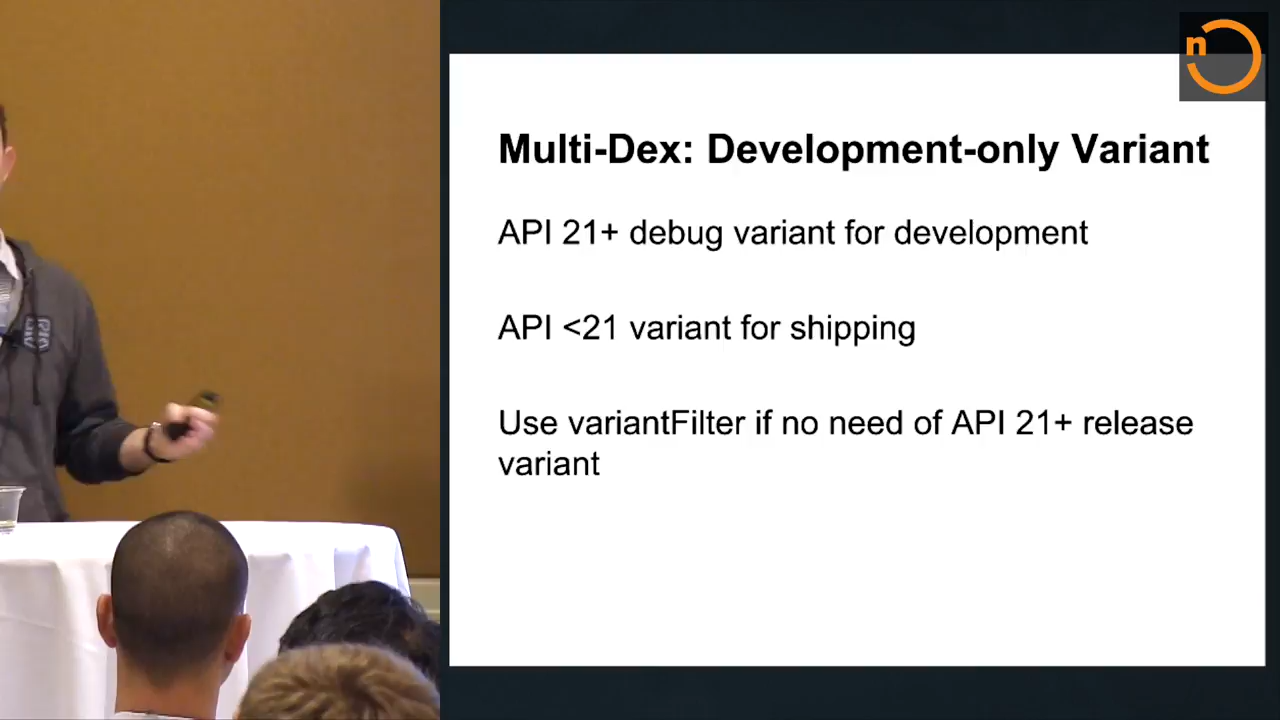 n
Multi-Dex: Development-only Variant
API 21+ debug variant for development
API <21 variant for shipping
Use variantFilter if no need of API 21+ release
variant